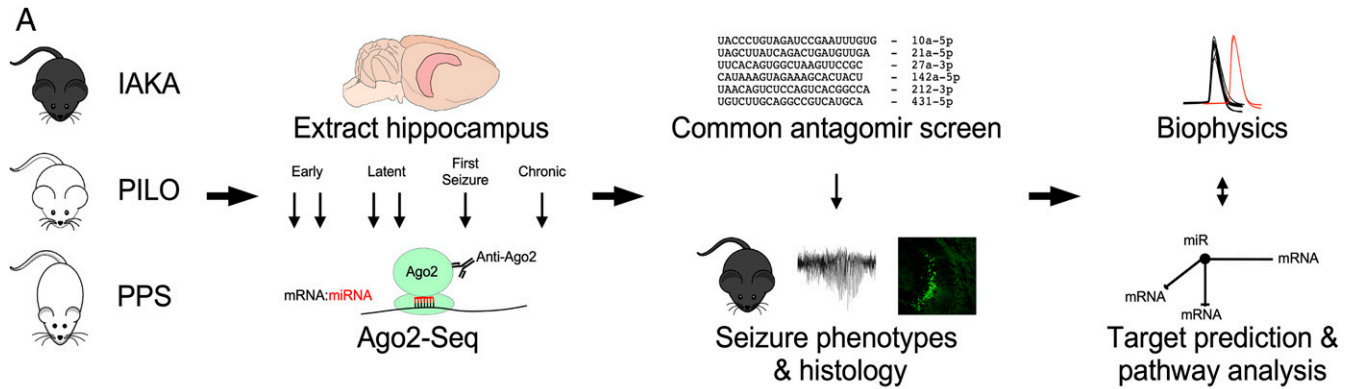 A
IAKA
PILO
PPS
Extract hippocampus
Early
Latent
First
Seizure
Chronic
Ago2
Anti-Ago2
mRNA:miRNA
Ago2-Seq
UACCCUGUAGAUCCGAAUUUGUG – 10a-5p
UAGCUUAUCAGACUGAUGUUGA – 21a-5p
UUCACAGUGGCUAAGUUCCGC – 27a-3p
CAUAAAGUAGAAAGCACUACU – 142a-5p
UAACAGUCUCCAGUCACGGCCA – 212-3p
UGUCUUGCAGGCCGUCAUGCA – 431-5p
Common antagomir screen
Seizure phenotypes
& histology
Biophysics
miR
mRNA
mRNA
mRNA
Target prediction &
pathway analysis